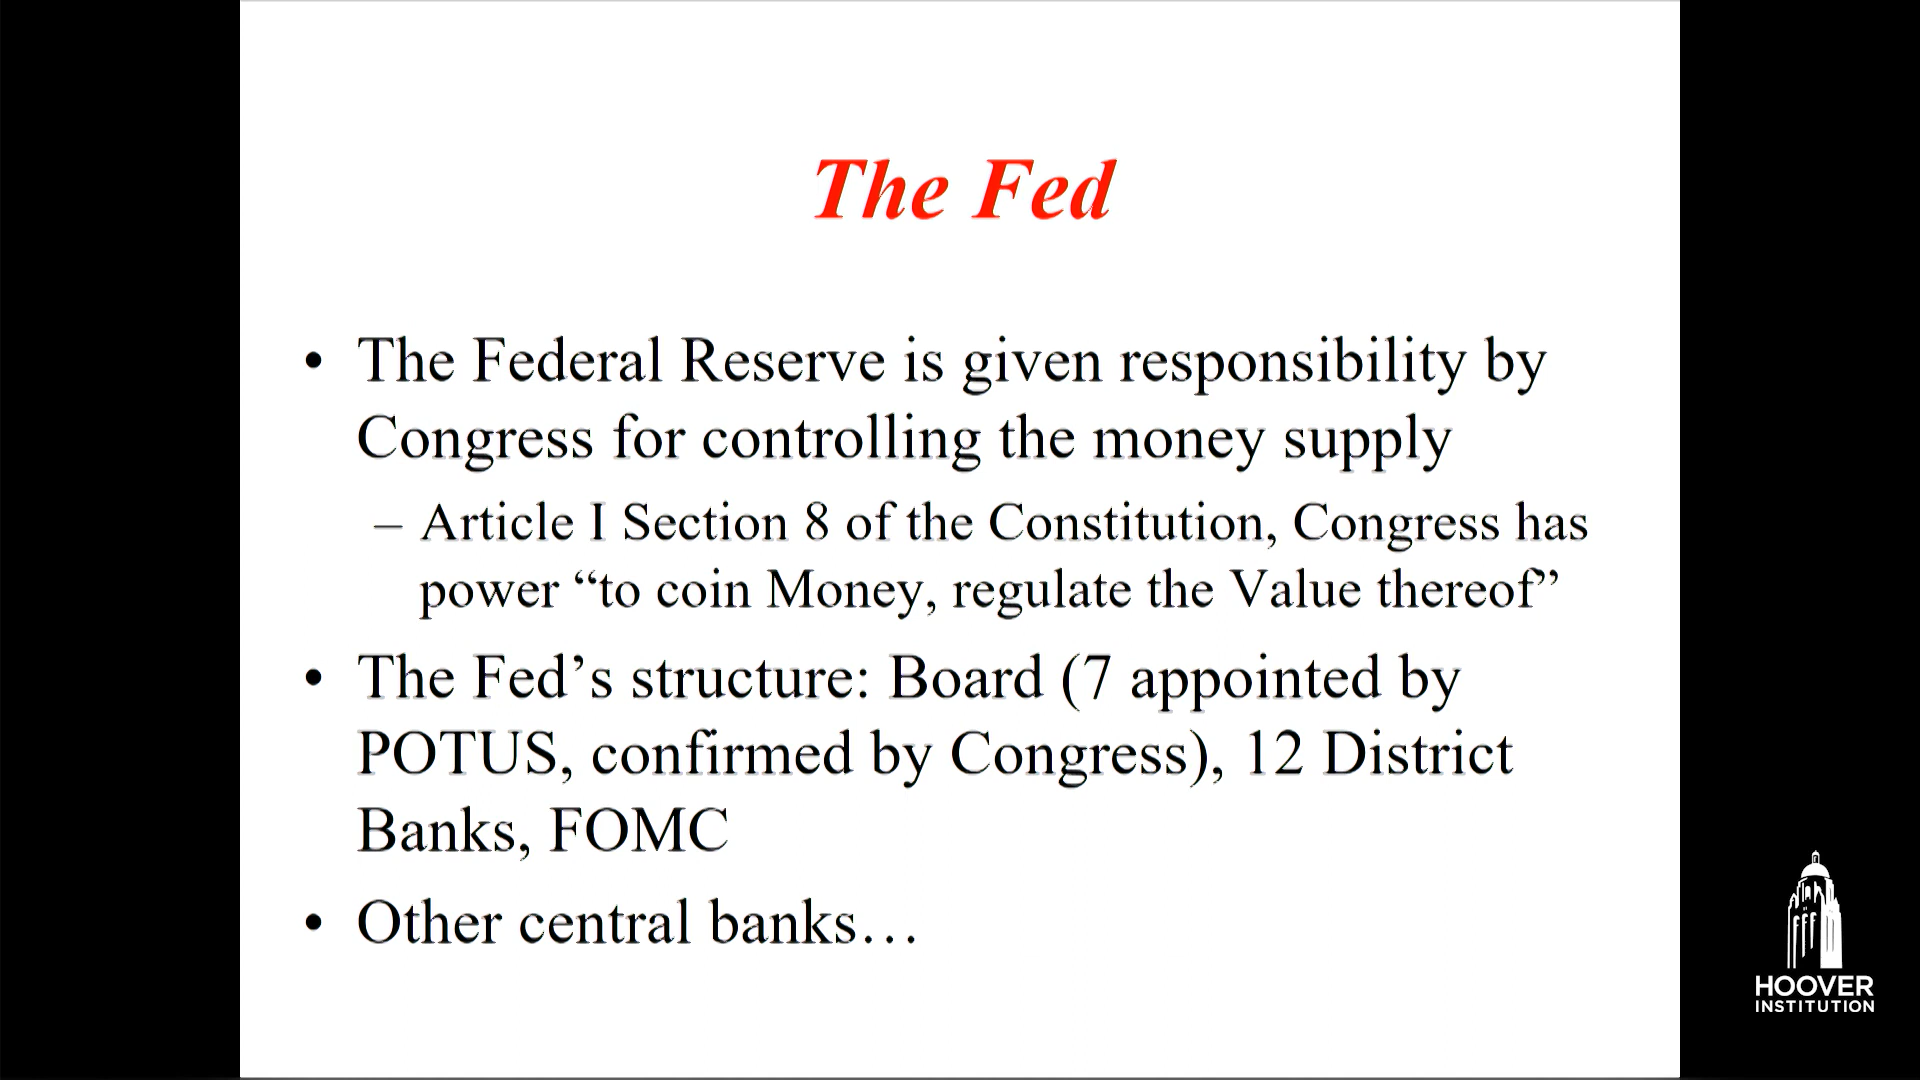 The Fed
• The Federal Reserve is given responsibility by
Congress for controlling the money supply
– Article I Section 8 of the Constitution, Congress has
power “to coin Money, regulate the Value thereof”
• The Fed’s structure: Board (7 appointed by
POTUS, confirmed by Congress), 12 District
Banks, FOMC
• Other central banks…
HOOVER
INSTITUTION